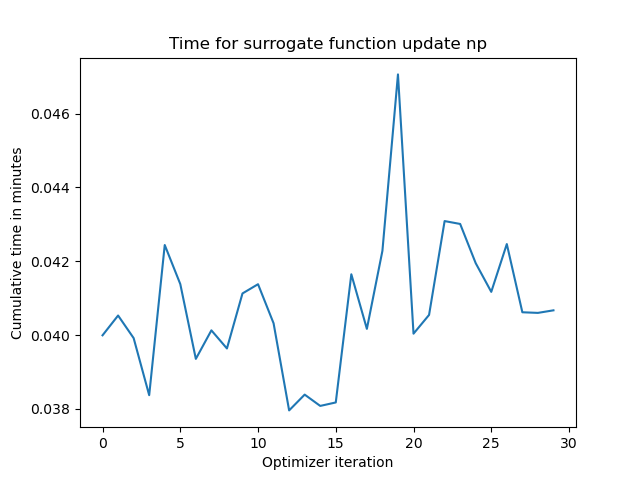 Time for surrogate function update np
Cumulative time in minutes
0.046
0.044
0.042
0.040
0.038
0 5 10 15 20 25 30
Optimizer iteration